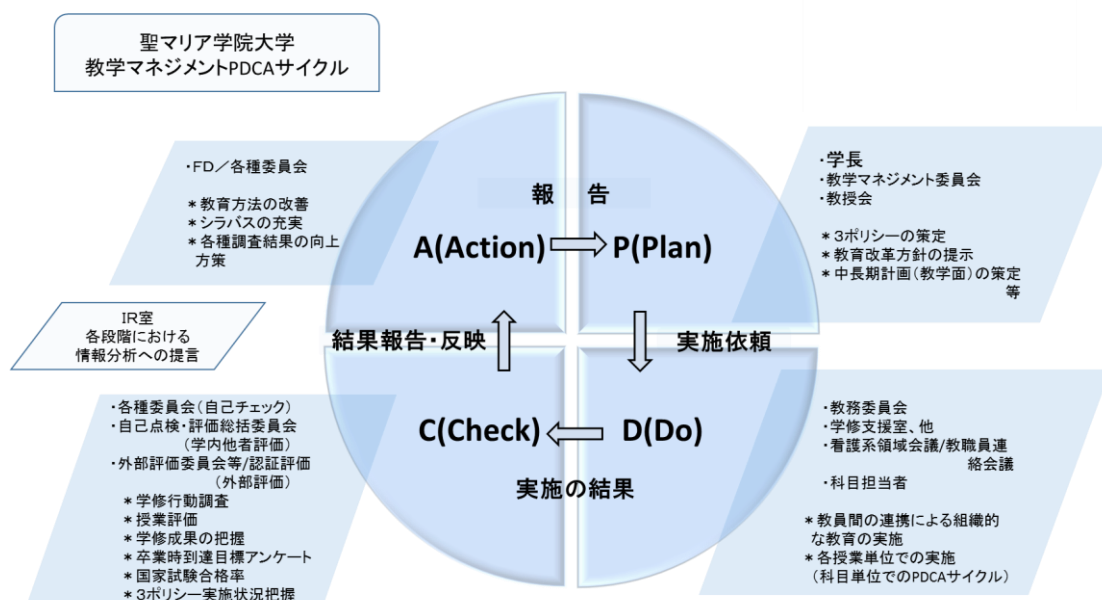 聖マリア学院大学
教学マネジメントPDCAサイクル
・FD／各種委員会
＊教育方法の改善
＊シラバスの充実
＊各種調査結果の向上
方策
報 告
A(Action)
P(Plan)
・学長
・教学マネジメント委員会
・教授会
＊3ポリシーの策定
＊教育改革方針の提示
＊中長期計画（教学面）の策定
等
IR室
各段階における
情報分析への提言
結果報告・反映
実施依頼
・各種委員会（自己チェック）
・自己点検・評価総括委員会
（学内他者評価）
・外部評価委員会等/認証評価
（外部評価）
＊学修行動調査
＊授業評価
＊学修成果の把握
＊卒業時到達目標アンケート
＊国家試験合格率
＊3ポリシー実施状況把握
C(Check)
D(Do)
実施の結果
・教務委員会
・学修支援室、他
・看護系領域会議/教職員連
絡会議
・科目担当者
＊教員間の連携による組織的
な教育の実施
＊各授業単位での実施
（科目単位でのPDCAサイクル）